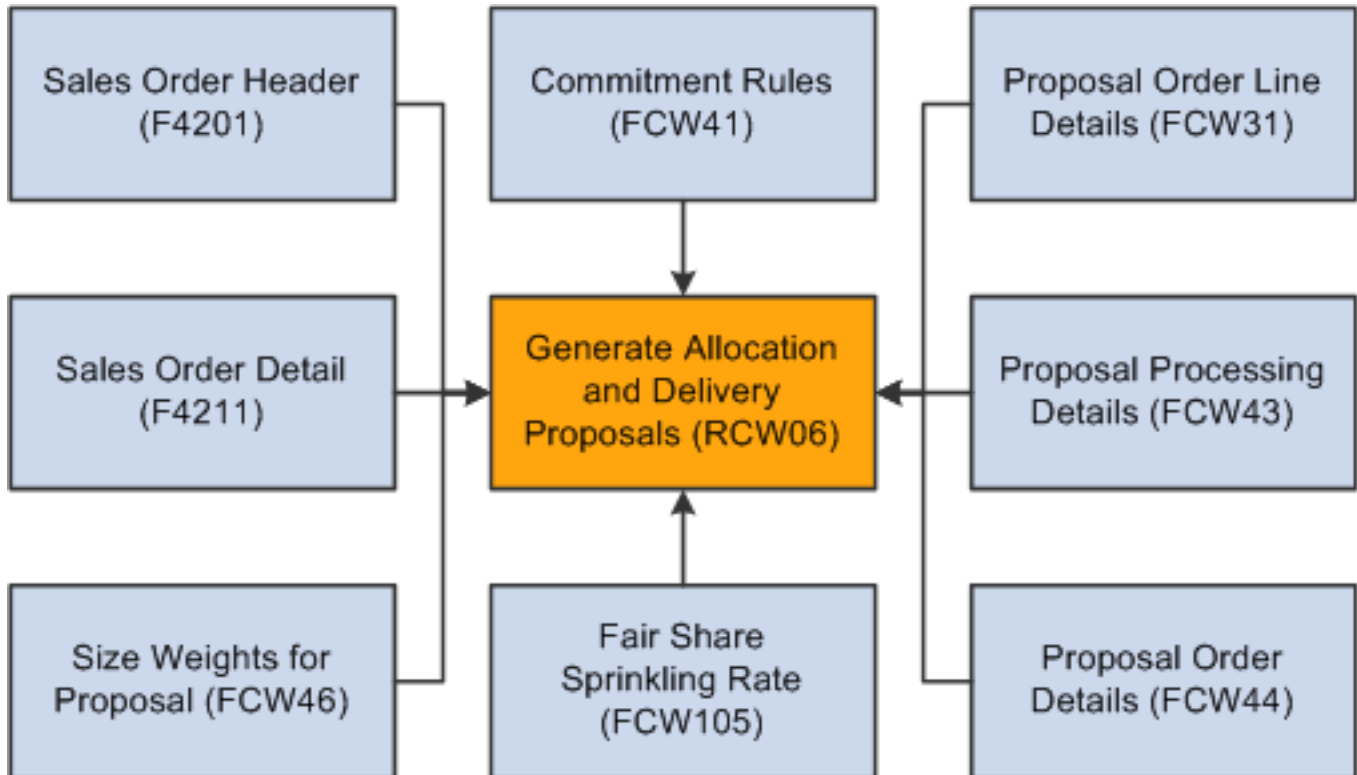 Sales Order Header
(F4201)
Commitment Rules
(FCW41)
Proposal Order Line
Details (FCW31)
Sales Order Detail
(F4211)
Generate Allocation
and Delivery
Proposals (RCW06)
Proposal Processing
Details (FCW43)
Size Weights for
Proposal (FCW46)
Fair Share
Sprinkling Rate
(FCW105)
Proposal Order
Details (FCW44)